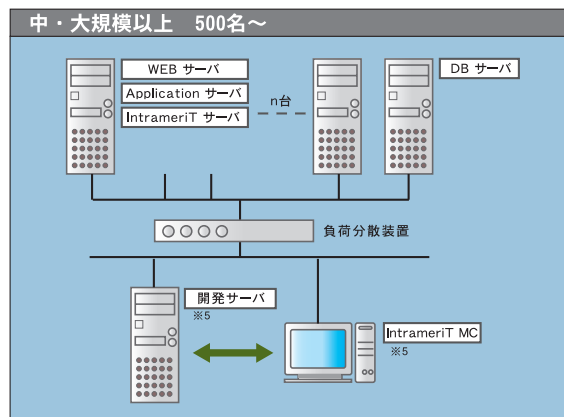 中・大規模以上 500名～
WEB サーバ
Application サーバ
IntrameriT サーバ
n台
DB サーバ
負荷分散装置
開発サーバ
※5
IntrameriT MC
※5